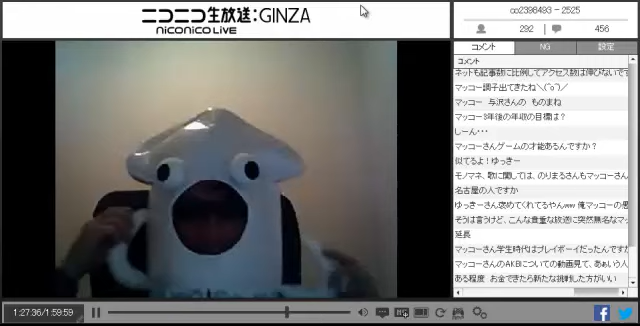 ニコニコ生放送:GINZA
niconico LIVE
co2398493 - 2525
292
456
コメント
NG
設定
コメント
ネットも記事数に比例してアクセス数は伸びないです
マッコー調子出てきたね＼(^o^)／
マッコー　与沢さんの　ものまね
マッコー3年後の年収の目標は?
しーん・・・
マッコーさんゲームの才能あるんですか?
似てるよ！ゆっきー
モノマネ、歌に関しては、のりまるさんもマッコーさん
名古屋の人ですか
ゆっきーさん褒めてくれてるやんww 俺マッコーの悪
そうは言うけど、こんな貴重な放送に突然無名なマッ
延長
マッコーさん学生時代はプレイボーイだったんですか
マッコーさんのAKBについての動画見て、あぁいう人
ある程度　お金できたら新たな挑戦した方がいい
1:27:36/1:59:59